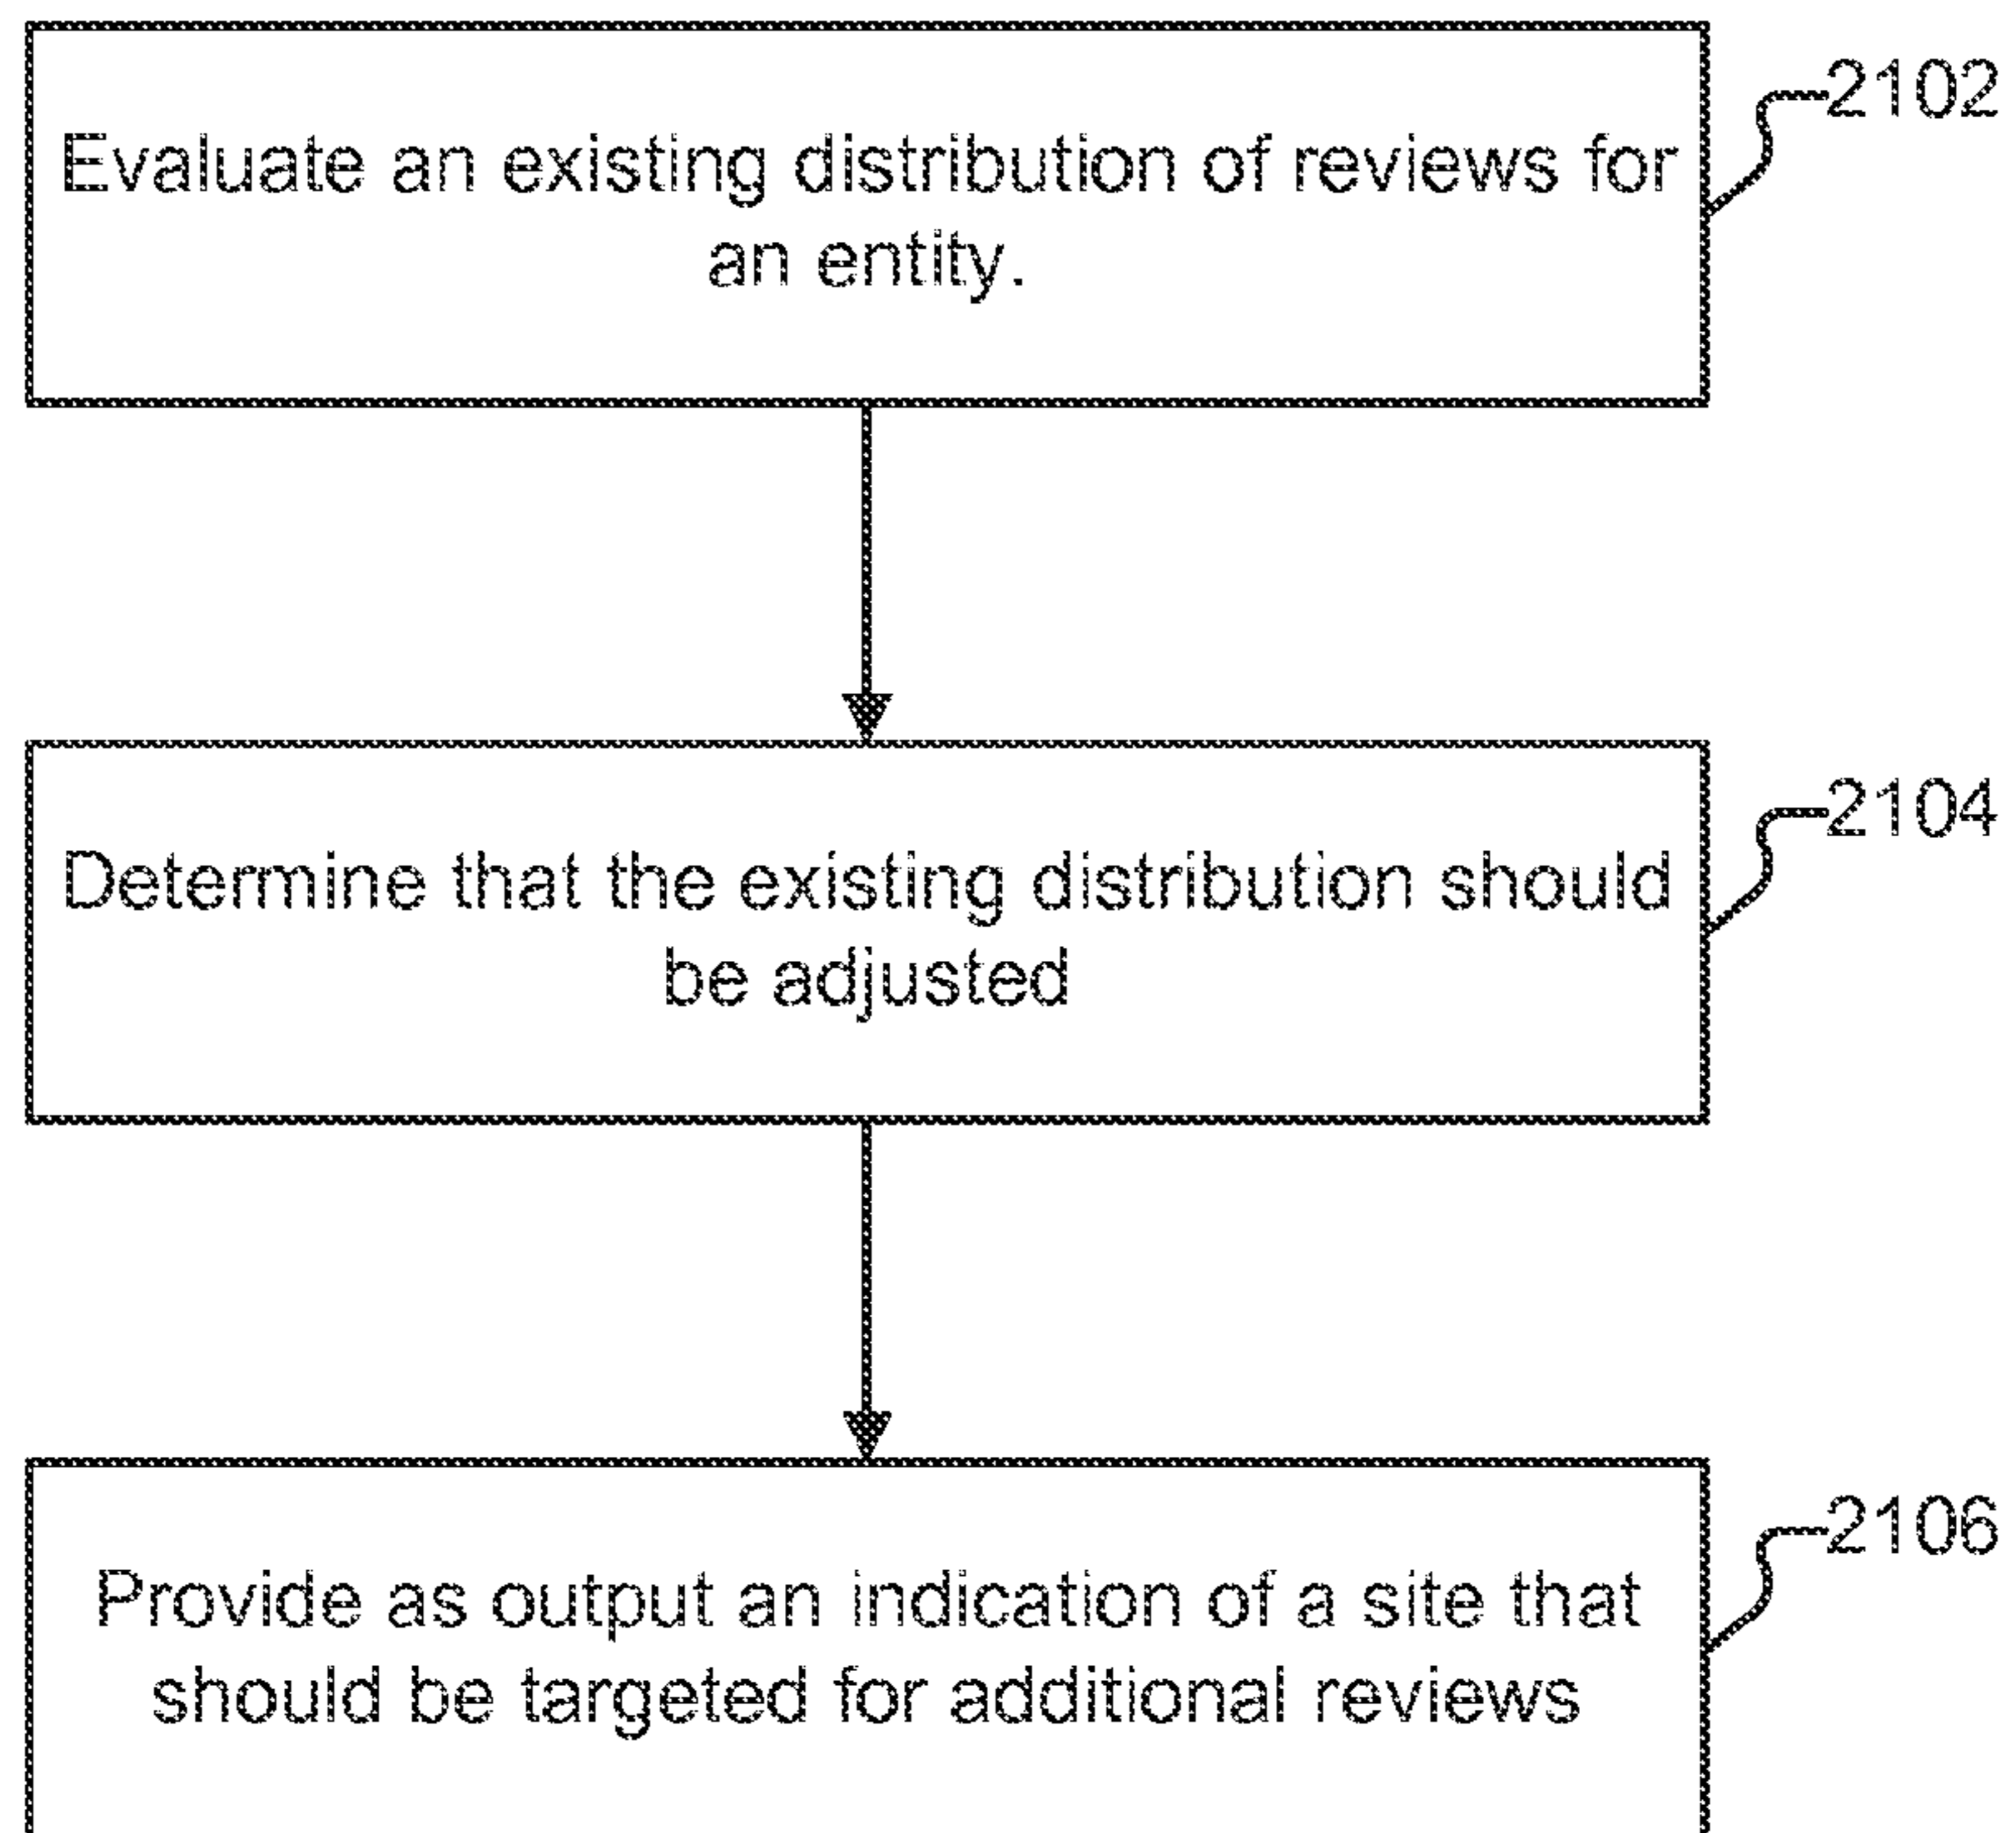 2102
Evaluate an existing distribution of reviews for
an entity.
2104
Determine that the existing distribution should
be adjusted
2106
Provide as output an indication of a site that
should be targeted for additional reviews